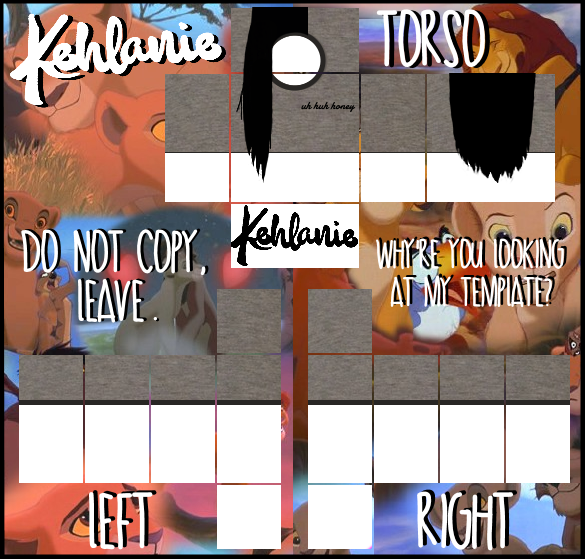 Kehlanie
TORSO
uh huh honey
Kehlanie
DO NOT COPY,
LEAVE.
WHY'RE YOU LOOKING
AT MY TEMPLATE?
LEFT
RIGHT